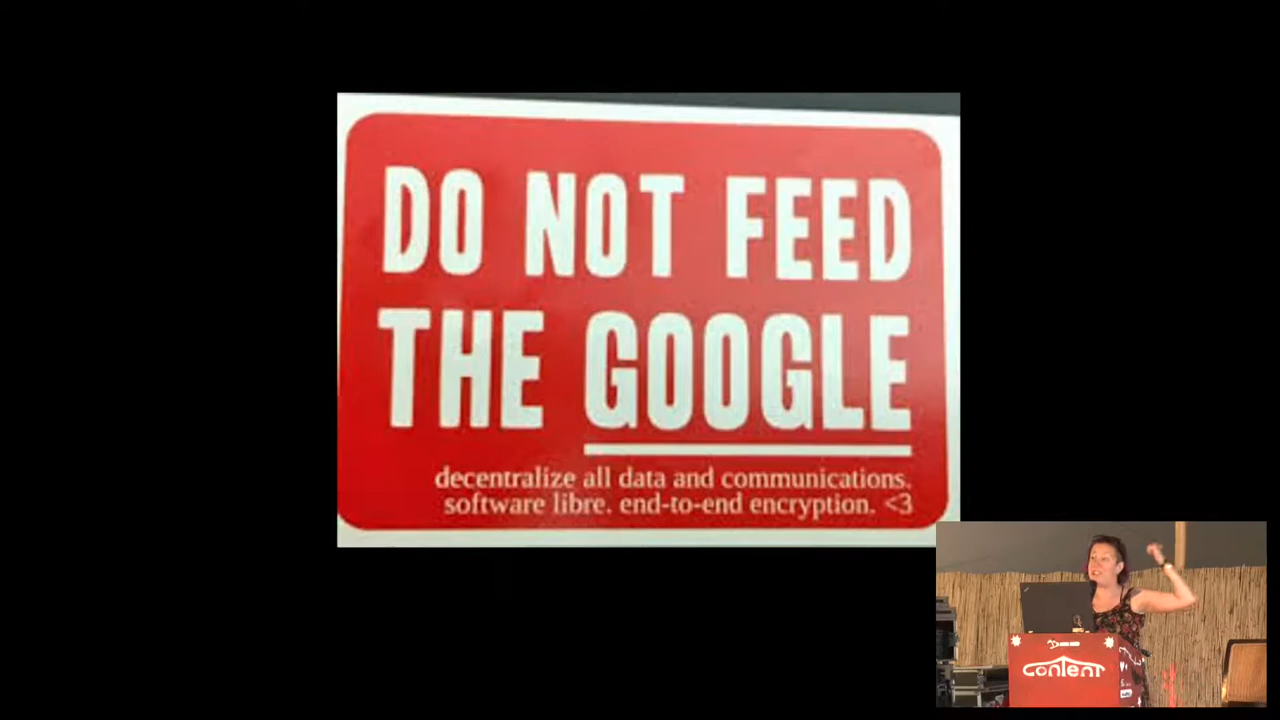 DO NOT FEED
THE GOOGLE
decentralize all data and communications.
software libre. end-to-end encryption. <3
content